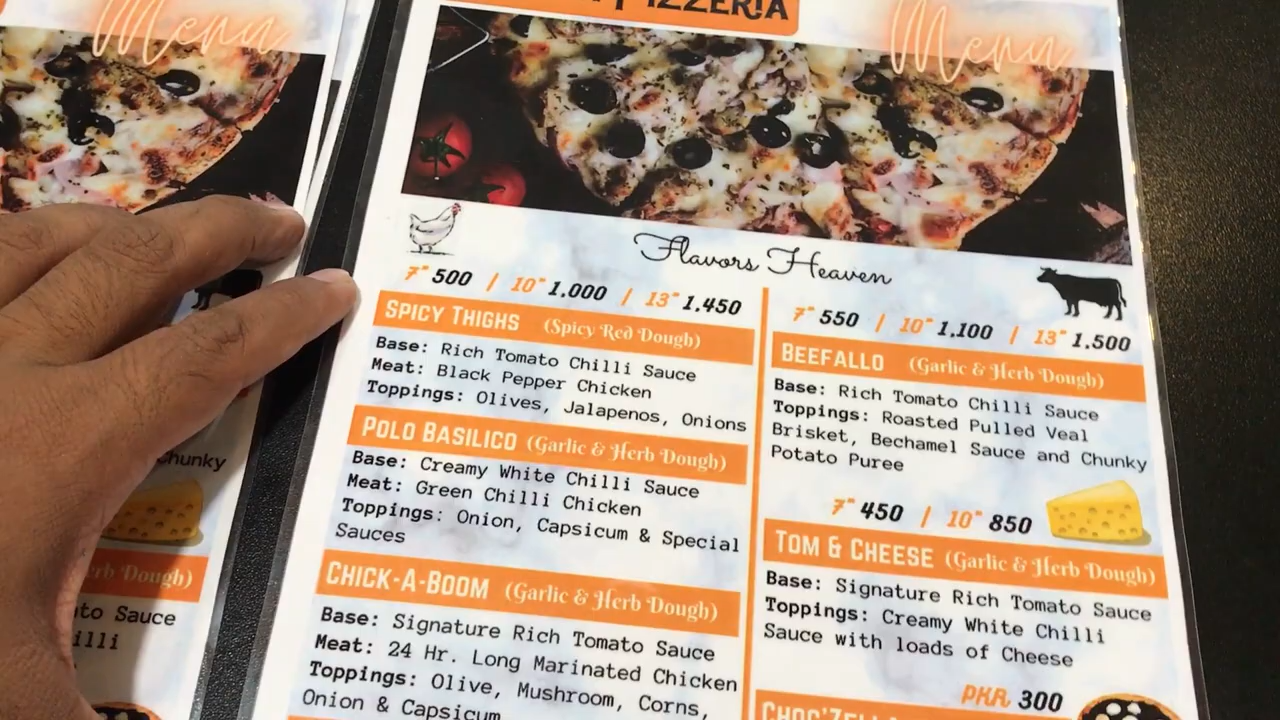 Menu
PIZZERIA
Menu
Flavors Heaven
7" 500 / 10" 1.000 / 13" 1.450
SPICY THIGHS (Spicy Red Dough)
Base: Rich Tomato Chilli Sauce
Meat: Black Pepper Chicken
Toppings: Olives, Jalapenos, Onions
POLO BASILICO (Garlic & Herb Dough)
Base: Creamy White Chilli Sauce
Meat: Green Chilli Chicken
Toppings: Onion, Capsicum & Special
Sauces
CHICK-A-BOOM (Garlic & Herb Dough)
Base: Signature Rich Tomato Sauce
Meat: 24 Hr. Long Marinated Chicken
Toppings: Olive, Mushroom, Corns,
Onion & Capsicum
7" 550 / 10" 1.100 / 13" 1.500
BEEFALLO (Garlic & Herb Dough)
Base: Rich Tomato Chilli Sauce
Toppings: Roasted Pulled Veal
Brisket, Bechamel Sauce and Chunky
Potato Puree
7" 450 / 10" 850
TOM & CHEESE (Garlic & Herb Dough)
Base: Signature Rich Tomato Sauce
Toppings: Creamy White Chilli
Sauce with loads of Cheese
PKR 300
Chunky
Dough)
Sauce